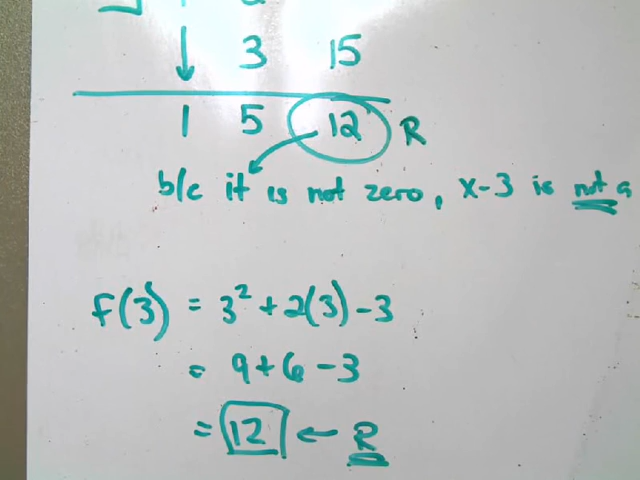 3 15
1 5 12 R
b/c it is not zero, x-3 is not a
f(3) = 3² + 2(3) - 3
= 9 + 6 - 3
= 12 ← R